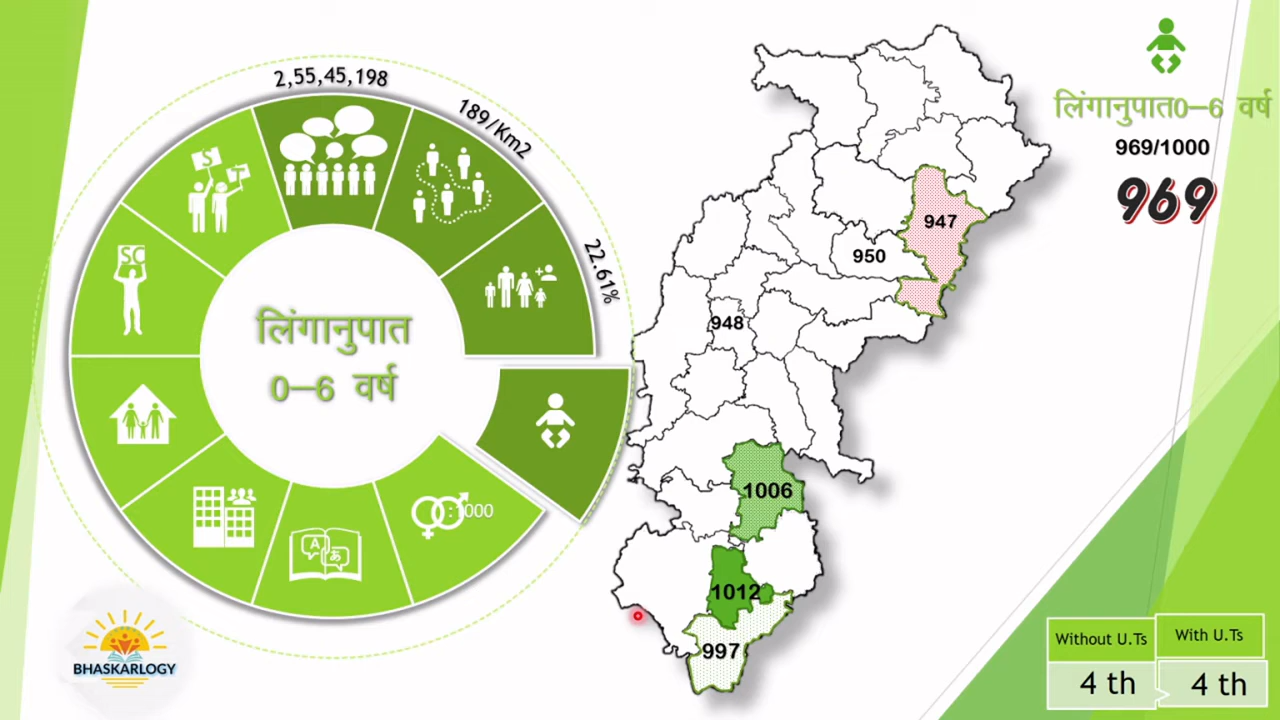 2,55,45,198
189/Km2
22.61%
S
T
SC
A
अ
:1000
लिंगानुपात
0–6 वर्ष
BHASKARLOGY
947
950
948
1006
1012
997
लिंगानुपात0–6 वर्ष
969/1000
969
Without U.Ts
With U.Ts
4 th
4 th